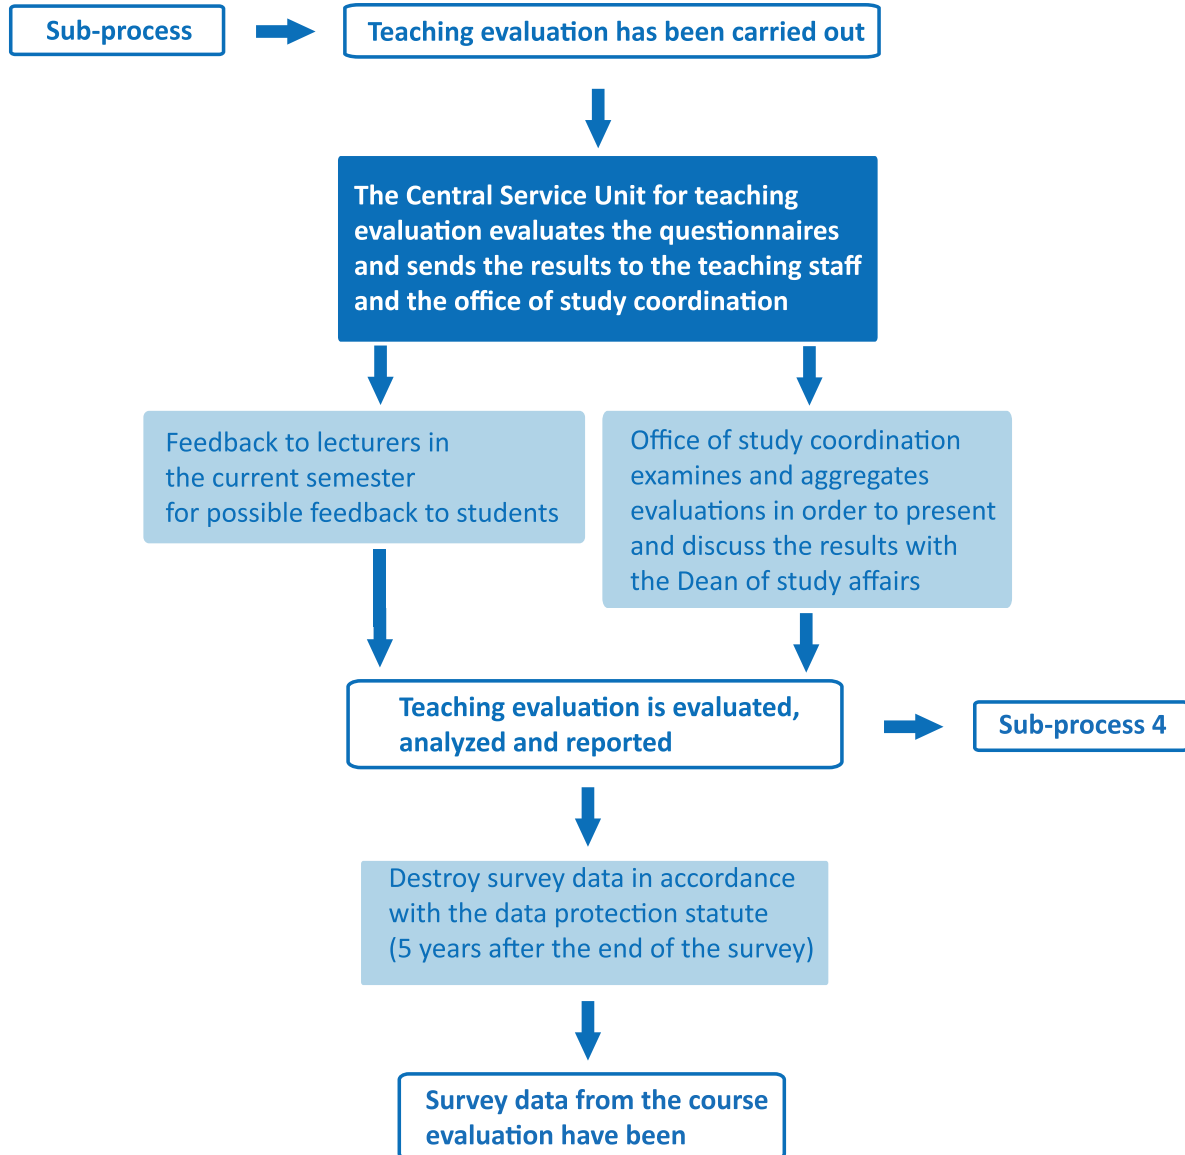 Sub-process
Teaching evaluation has been carried out
The Central Service Unit for teaching
evaluation evaluates the questionnaires
and sends the results to the teaching staff
and the office of study coordination
Feedback to lecturers in
the current semester
for possible feedback to students
Office of study coordination
examines and aggregates
evaluations in order to present
and discuss the results with
the Dean of study affairs
Teaching evaluation is evaluated,
analyzed and reported
Sub-process 4
Destroy survey data in accordance
with the data protection statute
(5 years after the end of the survey)
Survey data from the course
evaluation have been